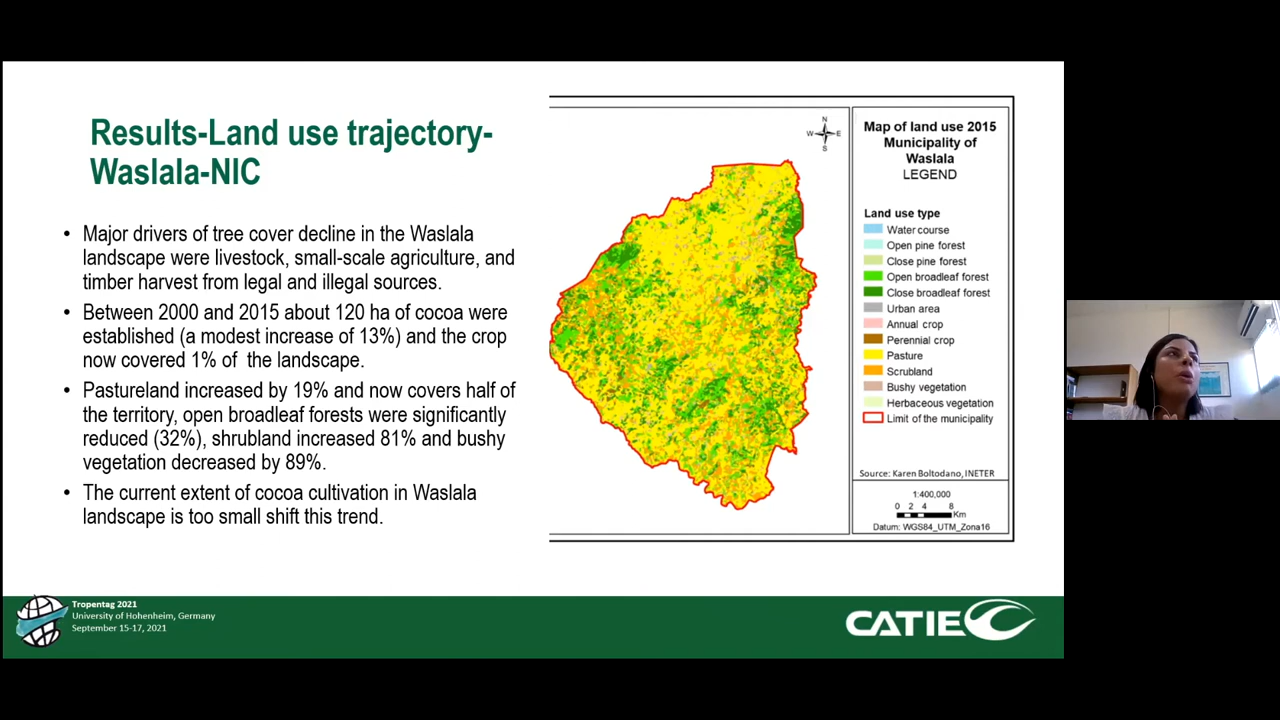 Results-Land use trajectory-
Waslala-NIC
• Major drivers of tree cover decline in the Waslala
landscape were livestock, small-scale agriculture, and
timber harvest from legal and illegal sources.
• Between 2000 and 2015 about 120 ha of cocoa were
established (a modest increase of 13%) and the crop
now covered 1% of the landscape.
• Pastureland increased by 19% and now covers half of
the territory, open broadleaf forests were significantly
reduced (32%), shrubland increased 81% and bushy
vegetation decreased by 89%.
• The current extent of cocoa cultivation in Waslala
landscape is too small shift this trend.
N
W E
S
Map of land use 2015
Municipality of
Waslala
LEGEND
Land use type
Water course
Open pine forest
Close pine forest
Open broadleaf forest
Close broadleaf forest
Urban area
Annual crop
Perennial crop
Pasture
Scrubland
Bushy vegetation
Herbaceous vegetation
Limit of the municipality
Source: Karen Boltodano, INETER
1:400,000
0 2 4 8
Km
Datum: WGS84_UTM_Zona16
Tropentag 2021
University of Hohenheim, Germany
September 15-17, 2021
CATIE